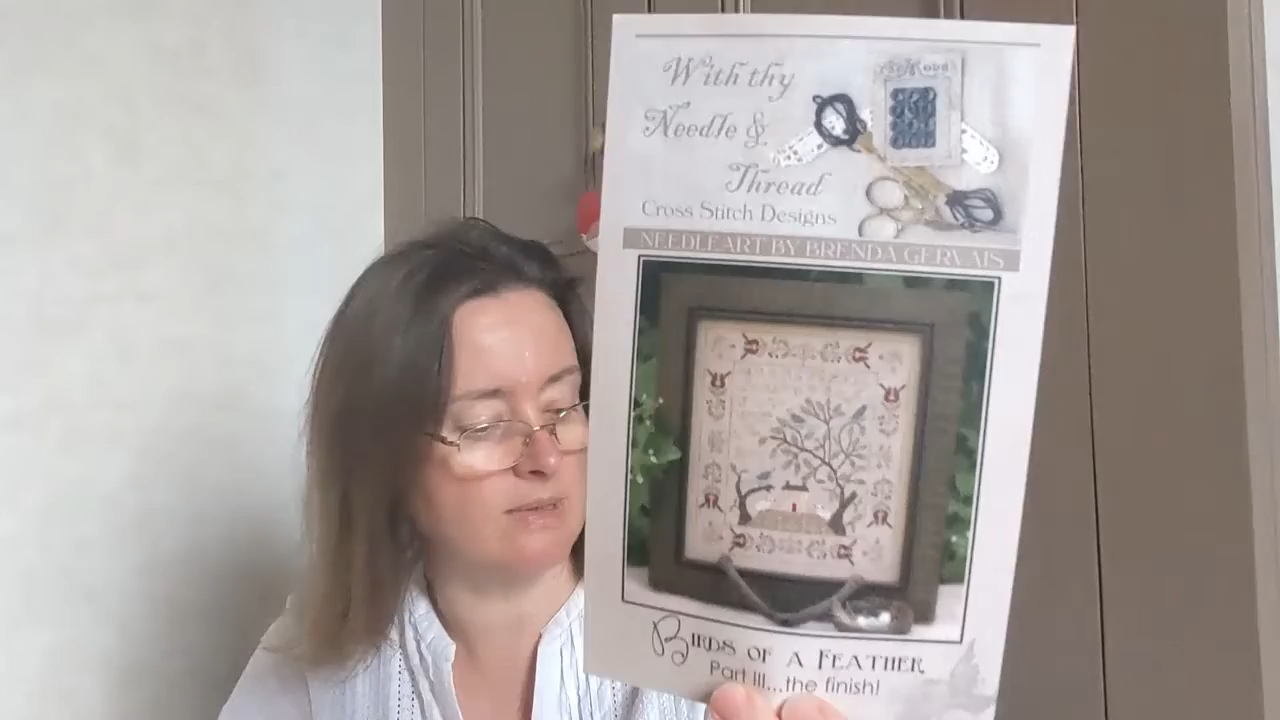 With thy
Needle &
Thread
Cross Stitch Designs
NEEDLEART BY BRENDA GERVAIS
BIRDS OF A FEATHER
Part III...the finish!